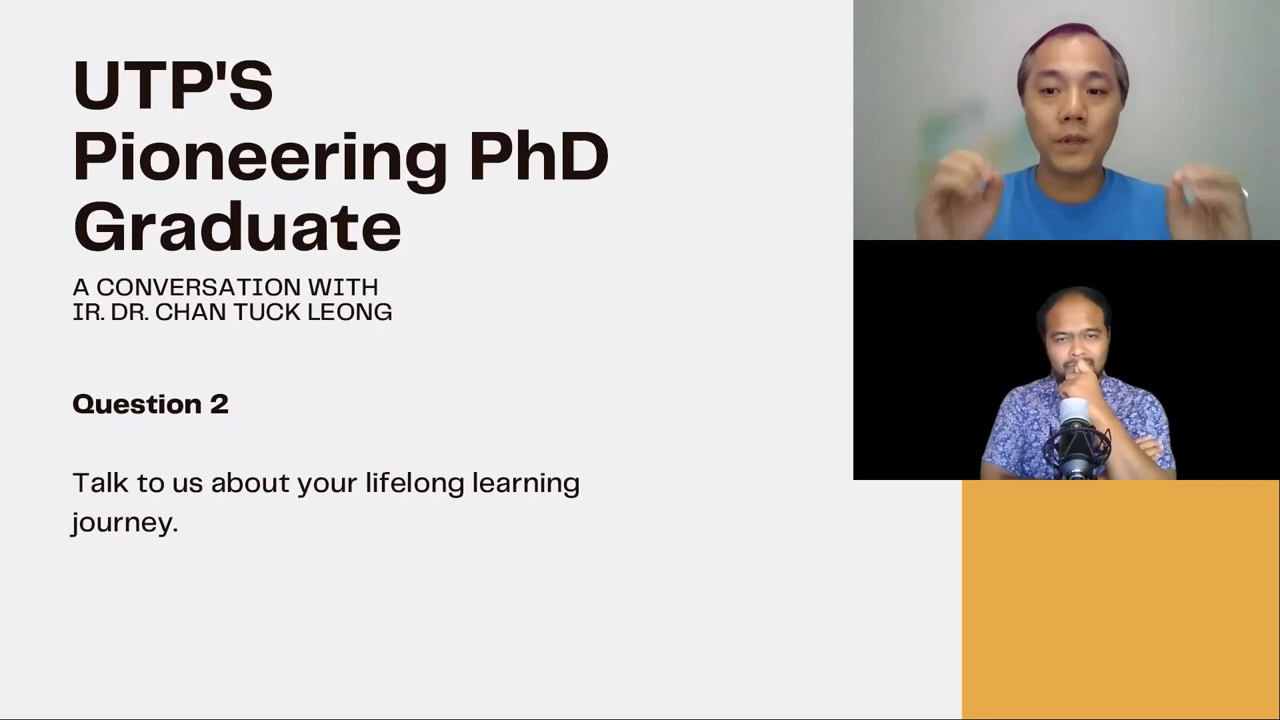 UTP'S
Pioneering PhD
Graduate
A CONVERSATION WITH
IR. DR. CHAN TUCK LEONG
Question 2
Talk to us about your lifelong learning
journey.